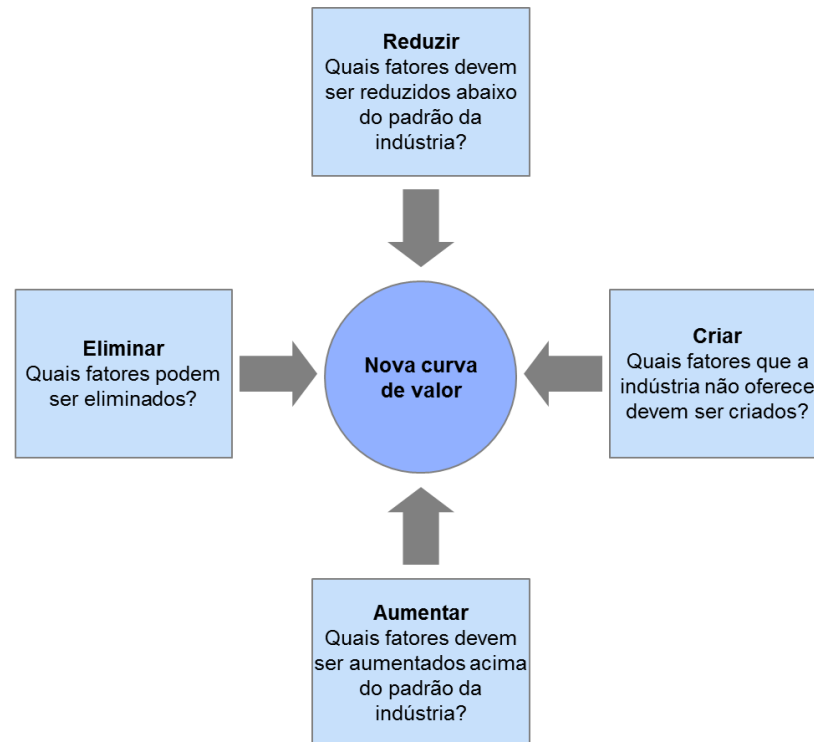 Reduzir
Quais fatores devem
ser reduzidos abaixo
do padrão da
indústria?
Eliminar
Quais fatores podem
ser eliminados?
Nova curva
de valor
Criar
Quais fatores que a
indústria não oferece
devem ser criados?
Aumentar
Quais fatores devem
ser aumentados acima
do padrão da
indústria?